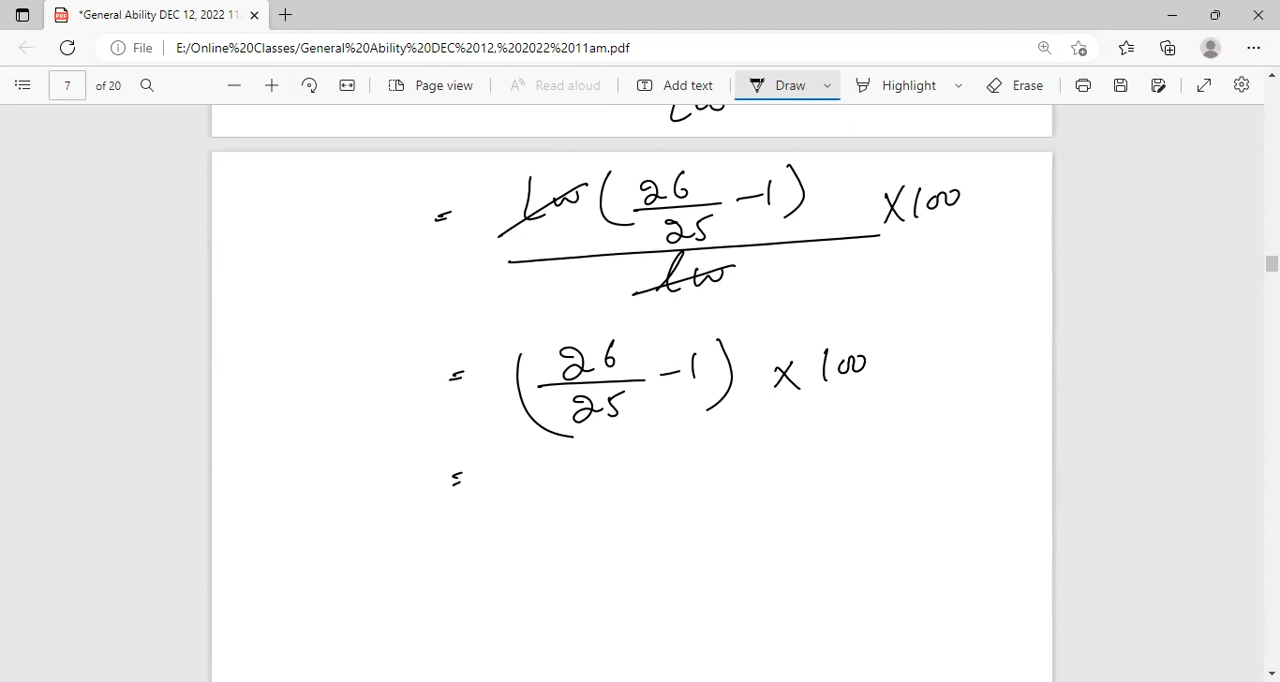 *General Ability DEC 12, 2022 11
File E:/Online%20Classes/General%20Ability%20DEC%2012,%202022%2011am.pdf
7 of 20 Page view Read aloud Add text Draw Highlight Erase
Lw
= Lw ( 26/25 - 1 ) / Lw × 100
= ( 26/25 - 1 ) × 100
=